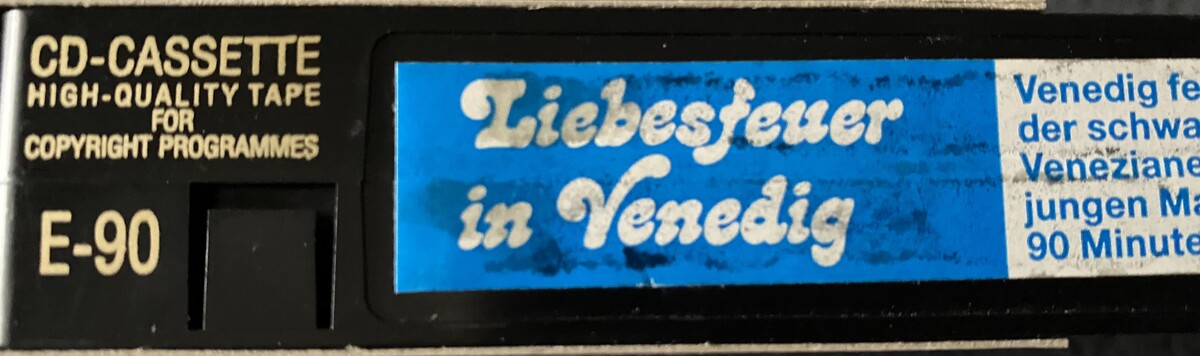 CD-CASSETTE
HIGH-QUALITY TAPE
FOR
COPYRIGHT PROGRAMMES
E-90
Liebesfeuer
in Venedig
Venedig fe
der schwa
Veneziane
jungen Ma
90 Minute